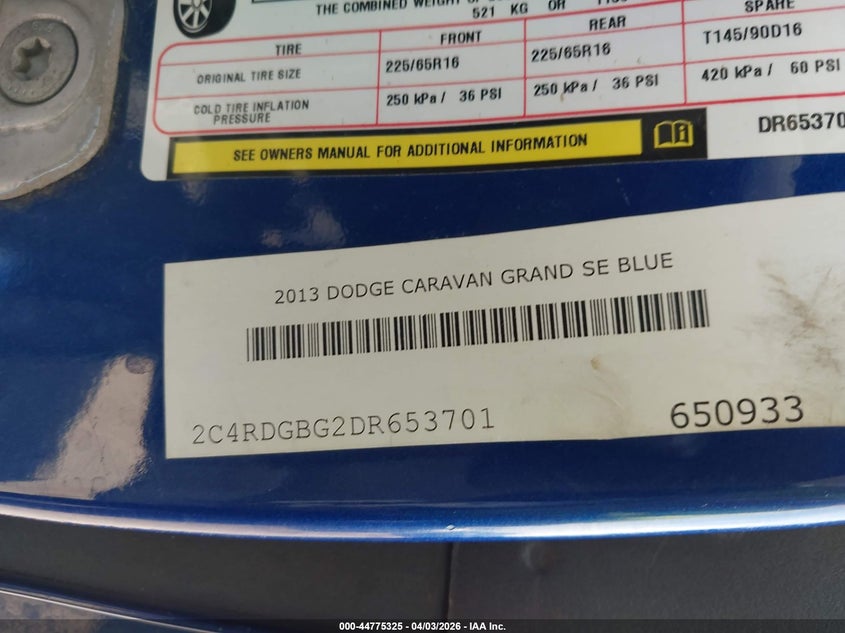 THE COMBINED WEIGHT OF
521 KG OR
TIRE FRONT REAR SPARE
ORIGINAL TIRE SIZE 225/65R16 225/65R16 T145/90D16
COLD TIRE INFLATION PRESSURE 250 kPa / 36 PSI 250 kPa / 36 PSI 420 kPa / 60 PSI
SEE OWNERS MANUAL FOR ADDITIONAL INFORMATION
DR65370
2013 DODGE CARAVAN GRAND SE BLUE
2C4RDGBG2DR653701
650933
000-44775325 | 04/03/2026 | IAA Inc.